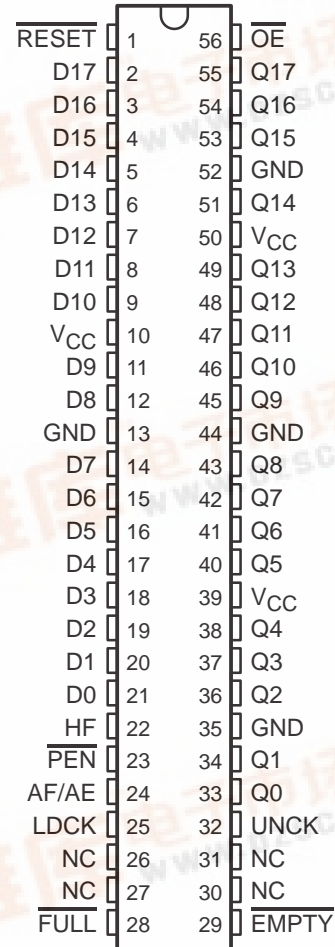 R̅E̅S̅E̅T̅ 1 56 O̅E̅
D17 2 55 Q17
D16 3 54 Q16
D15 4 53 Q15
D14 5 52 GND
D13 6 51 Q14
D12 7 50 VCC
D11 8 49 Q13
D10 9 48 Q12
VCC 10 47 Q11
D9 11 46 Q10
D8 12 45 Q9
GND 13 44 GND
D7 14 43 Q8
D6 15 42 Q7
D5 16 41 Q6
D4 17 40 Q5
D3 18 39 VCC
D2 19 38 Q4
D1 20 37 Q3
D0 21 36 Q2
HF 22 35 GND
P̅E̅N̅ 23 34 Q1
AF/AE 24 33 Q0
LDCK 25 32 UNCK
NC 26 31 NC
NC 27 30 NC
F̅U̅L̅L̅ 28 29 E̅M̅P̅T̅Y̅